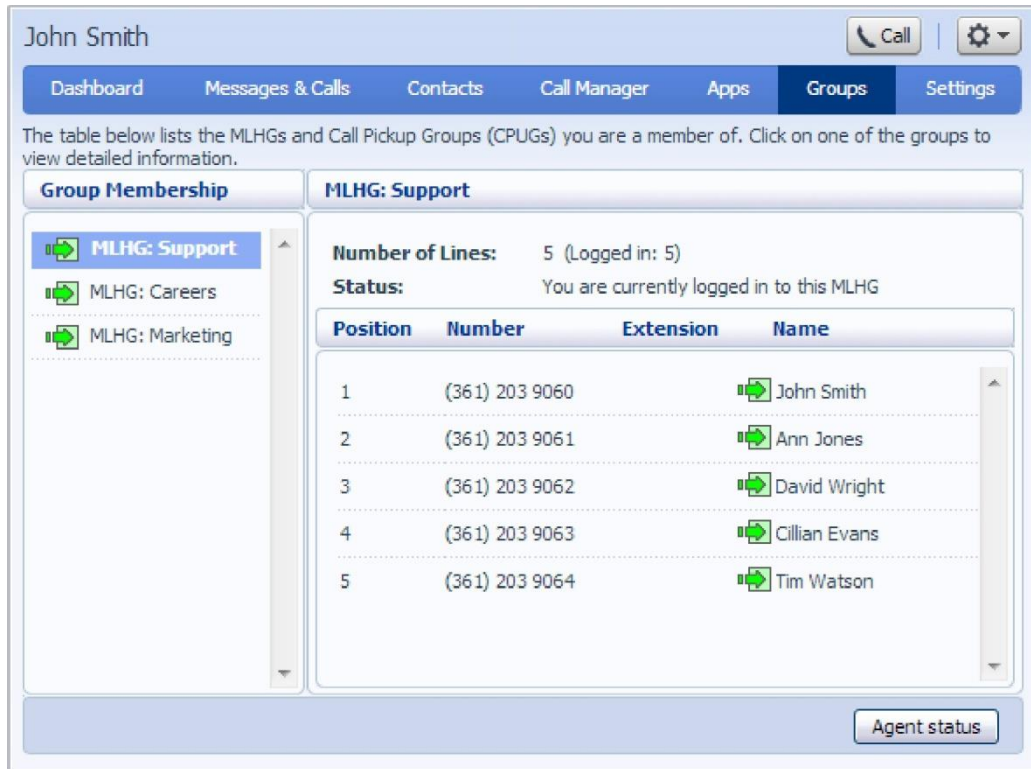 John Smith
Call
Dashboard Messages & Calls Contacts Call Manager Apps Groups Settings
The table below lists the MLHGs and Call Pickup Groups (CPUGs) you are a member of. Click on one of the groups to
view detailed information.
Group Membership
MLHG: Support
MLHG: Careers
MLHG: Marketing
MLHG: Support
Number of Lines: 5 (Logged in: 5)
Status: You are currently logged in to this MLHG
Position Number Extension Name
1 (361) 203 9060 John Smith
2 (361) 203 9061 Ann Jones
3 (361) 203 9062 David Wright
4 (361) 203 9063 Cillian Evans
5 (361) 203 9064 Tim Watson
Agent status